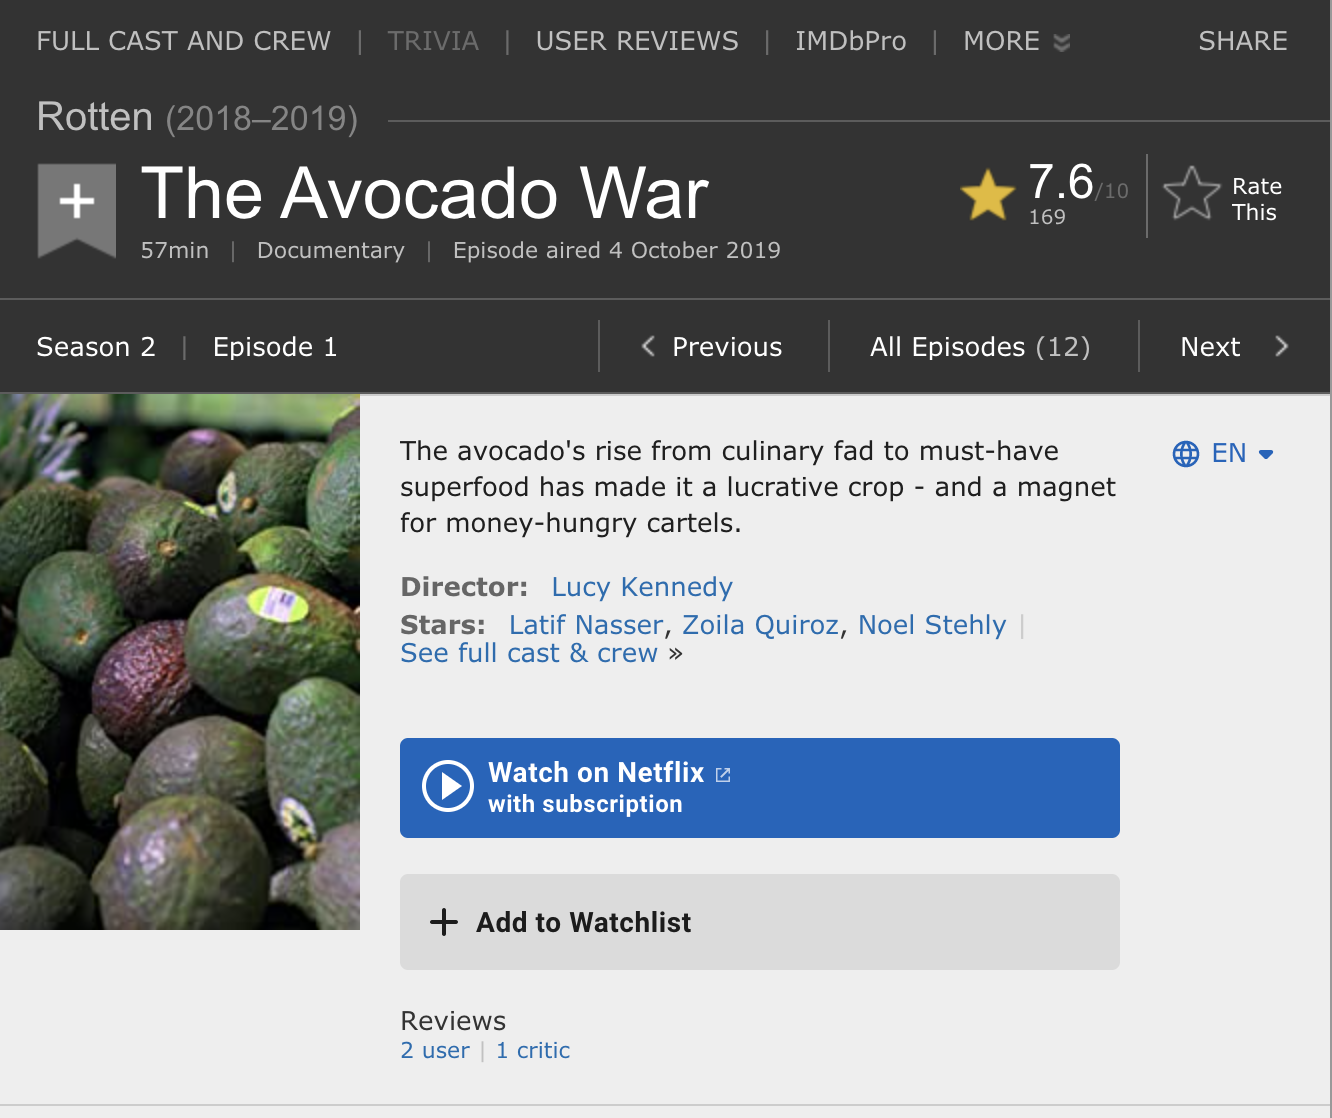 FULL CAST AND CREW | TRIVIA | USER REVIEWS | IMDbPro | MORE SHARE
Rotten (2018–2019)
The Avocado War
7.6/10
169
Rate
This
57min | Documentary | Episode aired 4 October 2019
Season 2 | Episode 1
Previous
All Episodes (12)
Next
The avocado's rise from culinary fad to must-have
superfood has made it a lucrative crop - and a magnet
for money-hungry cartels.
EN
Director: Lucy Kennedy
Stars: Latif Nasser, Zoila Quiroz, Noel Stehly |
See full cast & crew »
Watch on Netflix
with subscription
Add to Watchlist
Reviews
2 user | 1 critic